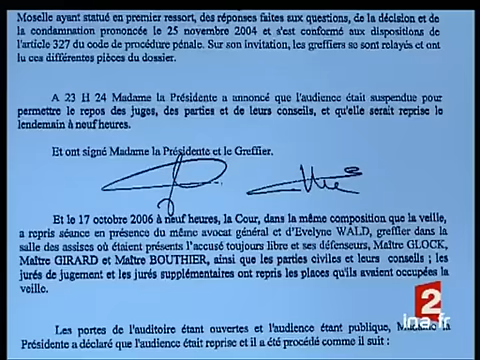 Moselle ayant statué en premier ressort, des réponses faites aux questions, de la décision et de
la condamnation prononcée le 25 novembre 2004 et s'est conformé aux dispositions de
l'article 327 du code de procédure pénale. Sur son invitation, les greffiers se sont relayés et ont
lu ces différentes pièces du dossier.
A 23 H 24 Madame la Présidente a annoncé que l'audience était suspendue pour
permettre le repos des juges, des parties et de leurs conseils, et qu'elle serait reprise le
lendemain à neuf heures.
Et ont signé Madame la Présidente et le Greffier.
Et le 17 octobre 2006 à neuf heures, la Cour, dans la même composition que la veille,
a repris séance en présence du même avocat général et d'Evelyne WALD, greffier dans la
salle des assises où étaient présents l'accusé toujours libre et ses défenseurs, Maître GLOCK,
Maître GIRARD et Maître BOUTHIER, ainsi que les parties civiles et leurs conseils ; les
jurés de jugement et les jurés supplémentaires ont repris les places qu'ils avaient occupées la
veille.
2
ina.fr
Les portes de l'auditoire étant ouvertes et l'audience étant publique, Madame la
Présidente a déclaré que l'audience était reprise et il a été procédé comme il suit :